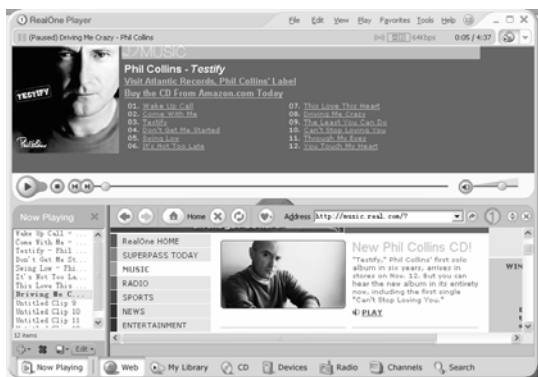 RealOne Player
File Edit View Play Favorites Tools Help
(Paused) Driving Me Crazy - Phil Collins
64kbps 0:05 / 4:37
MUSIC
Phil Collins - Testify
Visit Atlantic Records, Phil Collins' Label
Buy the CD From Amazon.com Today
TESTIFY
01. Wake Up Call
02. Come With Me
03. Testify
04. Don't Get Me Started
05. Swing Low
06. It's Not Too Late
07. This Love This Heart
08. Driving Me Crazy
09. The Least You Can Do
10. Can't Stop Loving You
11. Through My Eyes
12. You Touch My Heart
Now Playing
Home
Address http://music.real.com/?
Wake Up Call - ...
Come With Me - ...
Testify - Phil ...
Don't Get Me St...
Swing Low - Phi...
It's Not Too La...
This Love This ...
Driving Me C...
Untitled Clip 9
Untitled Clip 10
Untitled Clip 11
12 items
Edit
RealOne HOME
SUPERPASS TODAY
MUSIC
RADIO
SPORTS
NEWS
ENTERTAINMENT
New Phil Collins CD!
"Testify," Phil Collins' first solo
album in six years, arrives in
stores on Nov. 12. But you can
hear the new album in its entirety
now, including the first single
"Can't Stop Loving You."
PLAY
WIN
Now Playing Web My Library CD Devices Radio Channels Search